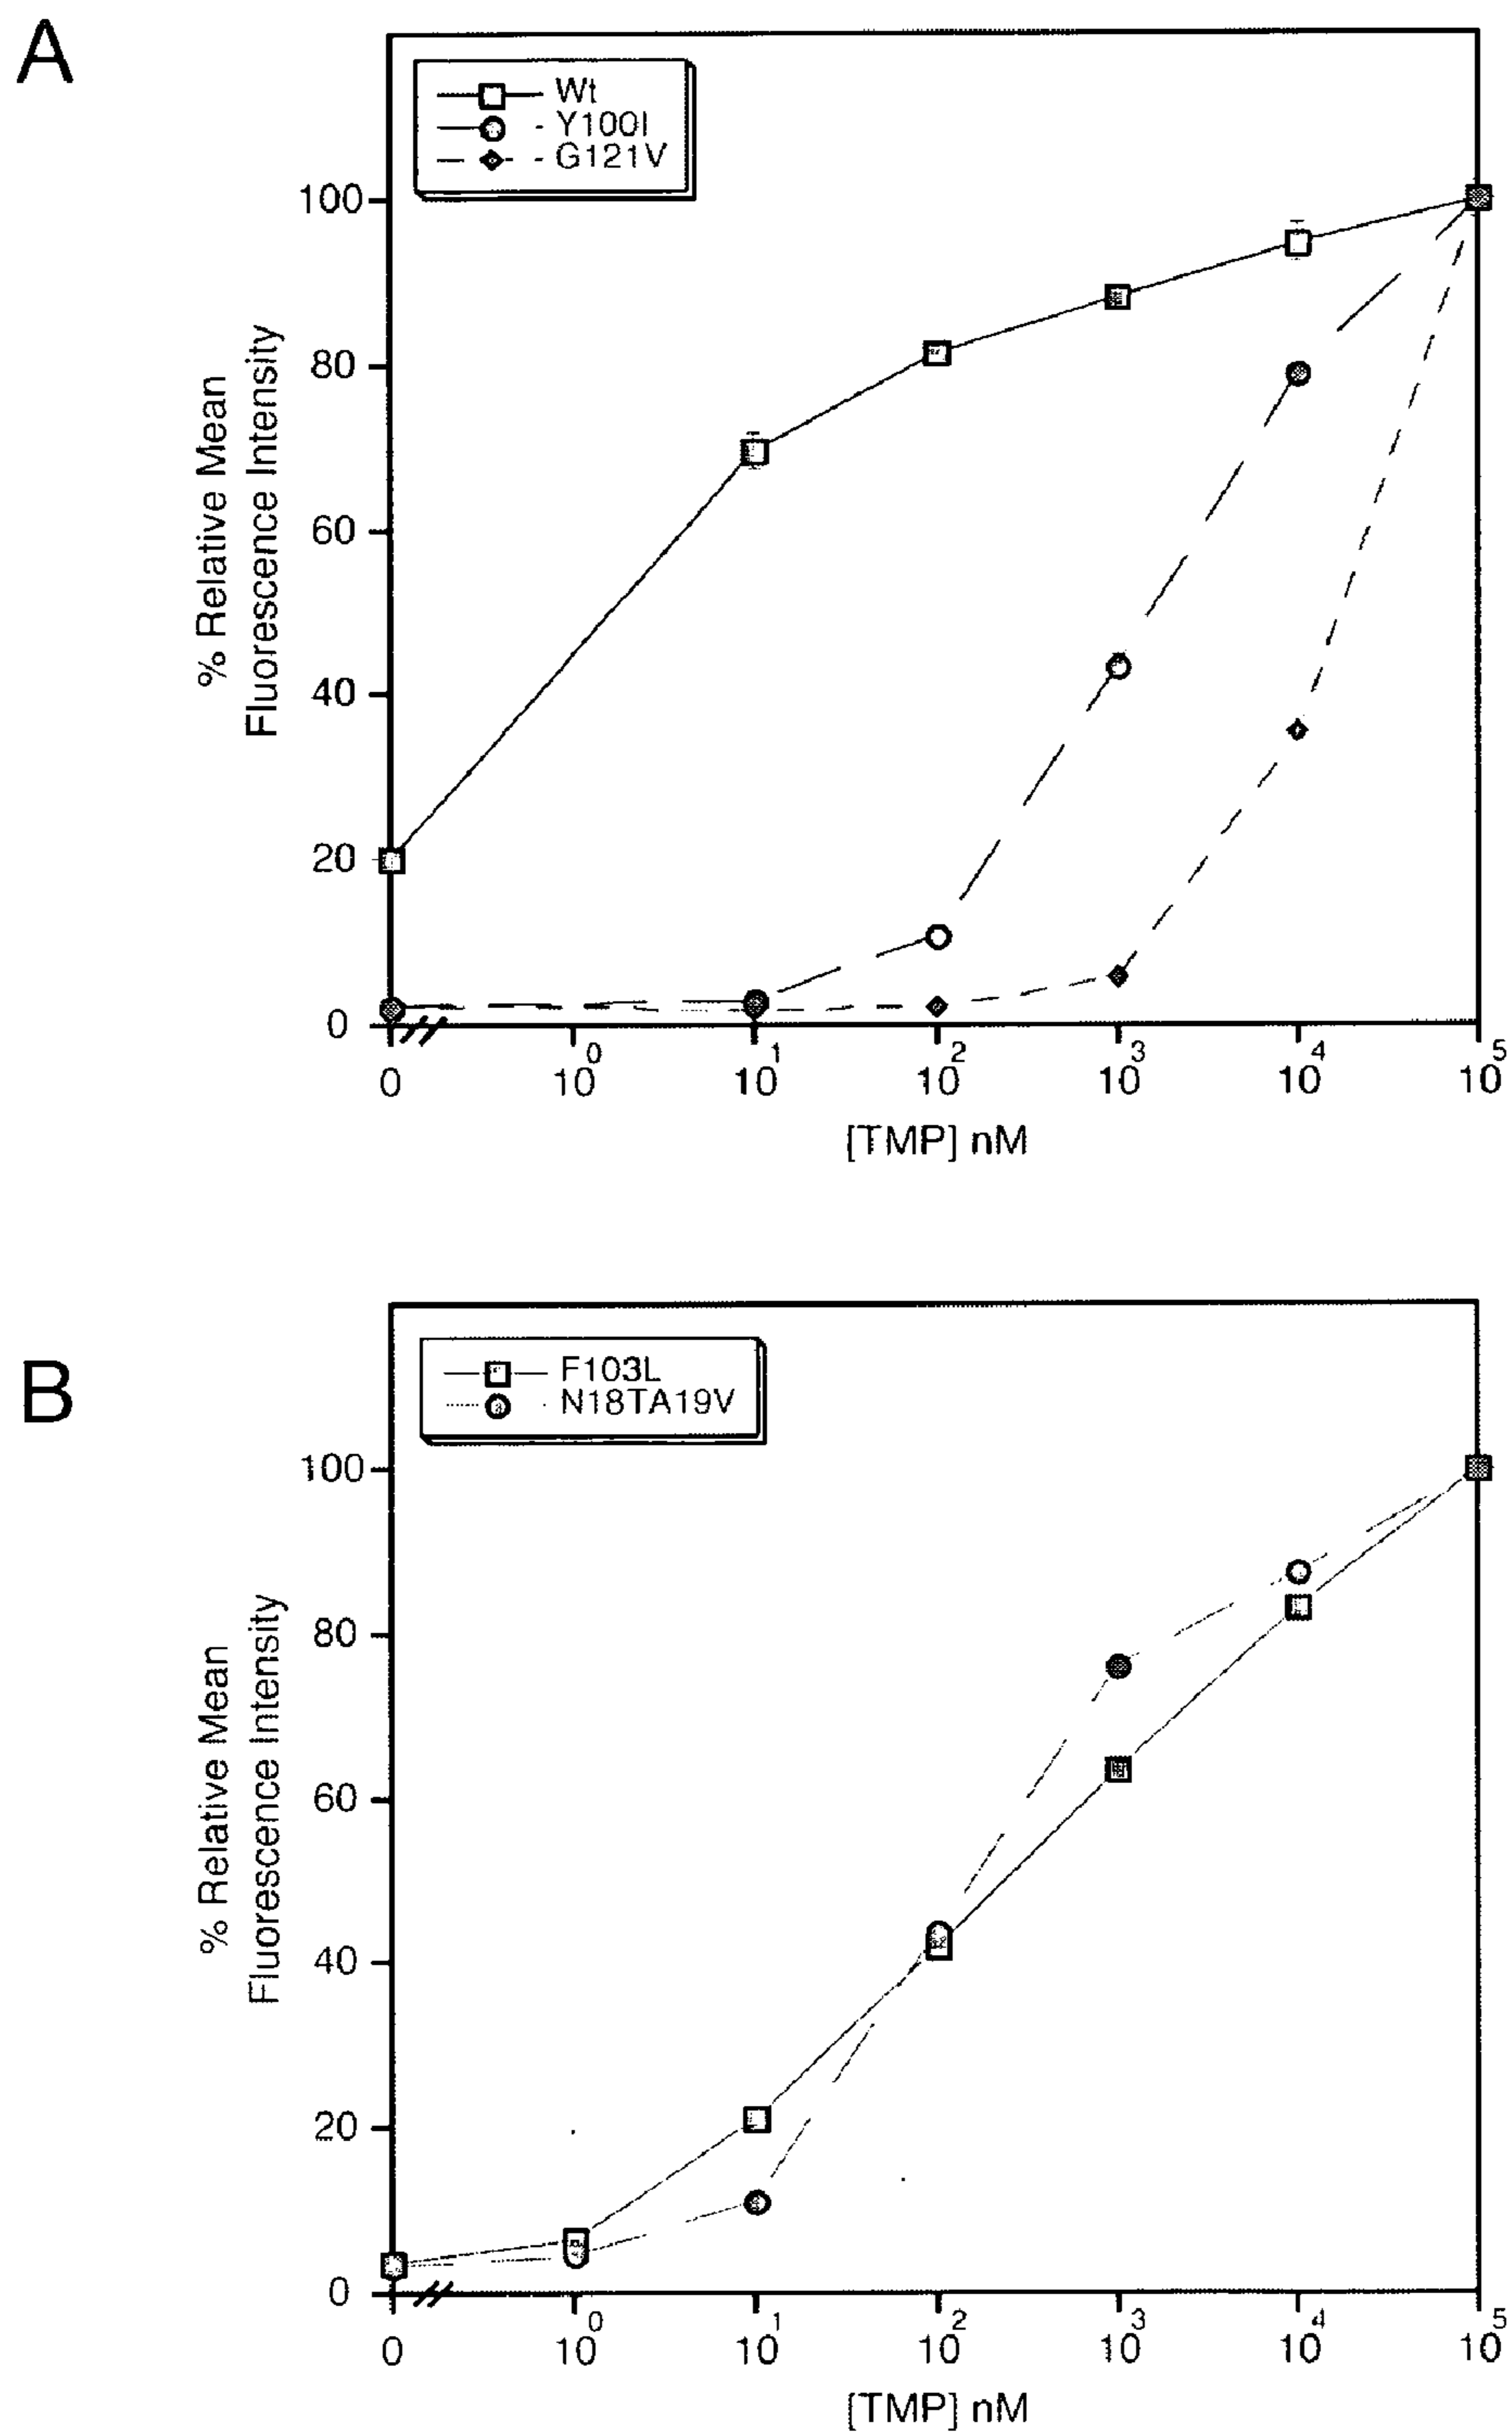 A
Wt
Y100I
G121V
100
80
60
40
20
0
% Relative Mean
Fluorescence Intensity
0 10^0 10^1 10^2 10^3 10^4 10^5
[TMP] nM
B
F103L
N18TA19V
100
80
60
40
20
0
% Relative Mean
Fluorescence Intensity
0 10^0 10^1 10^2 10^3 10^4 10^5
[TMP] nM